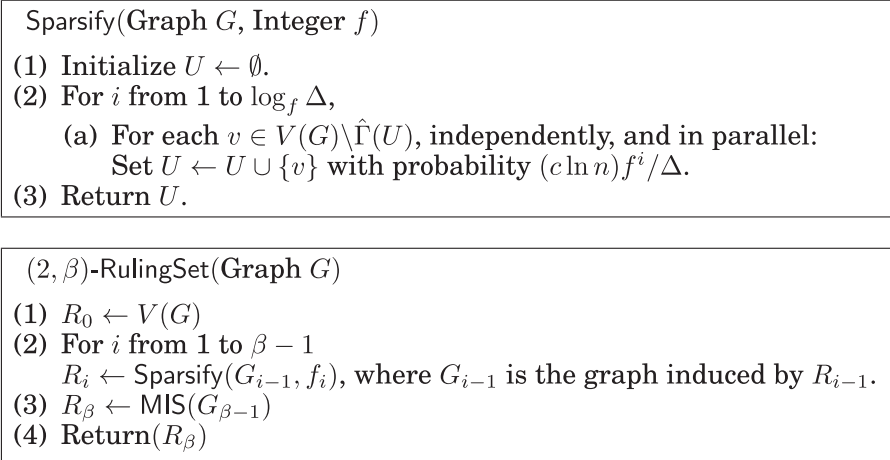 Sparsify(Graph G, Integer f)
(1) Initialize U ← ∅.
(2) For i from 1 to log_f Δ,
(a) For each v ∈ V(G)\Γ̂(U), independently, and in parallel:
Set U ← U ∪ {v} with probability (c ln n)f^i/Δ.
(3) Return U.
(2, β)-RulingSet(Graph G)
(1) R_0 ← V(G)
(2) For i from 1 to β − 1
R_i ← Sparsify(G_{i−1}, f_i), where G_{i−1} is the graph induced by R_{i−1}.
(3) R_β ← MIS(G_{β−1})
(4) Return(R_β)